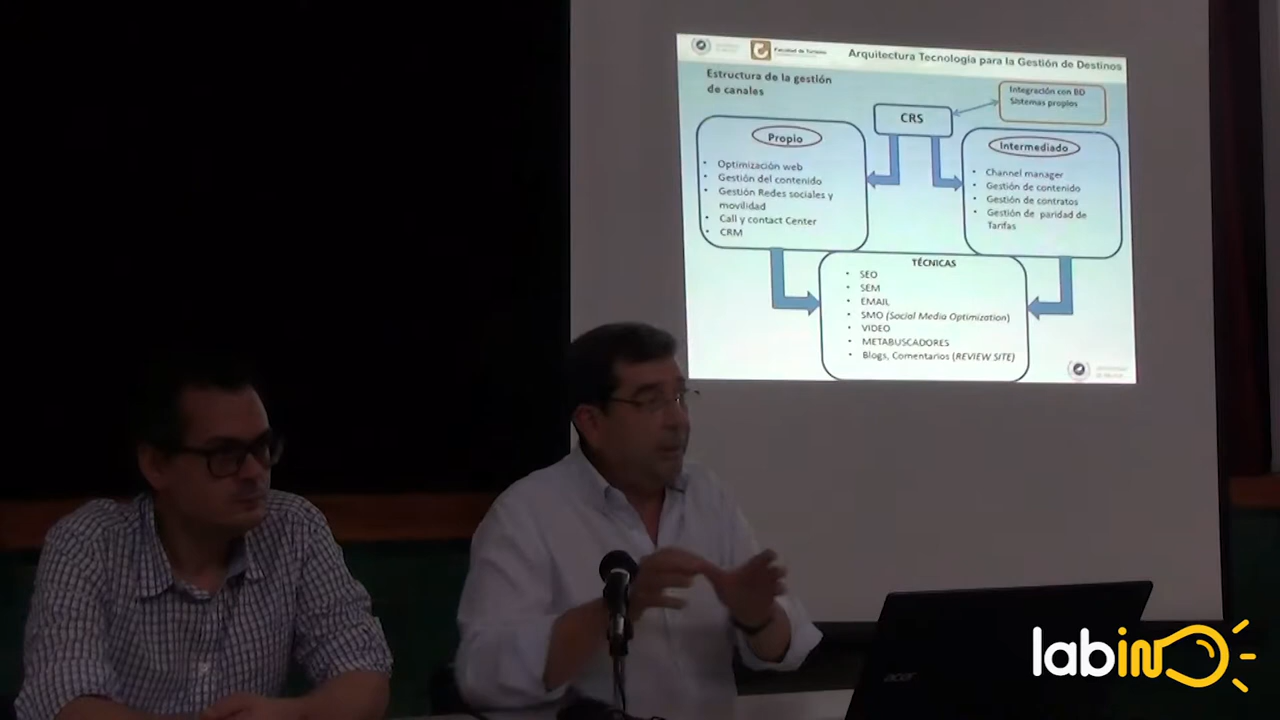 Facultad de Turismo
Arquitectura Tecnología para la Gestión de Destinos
Estructura de la gestión
de canales
Integración con BD
Sistemas propios
CRS
Propio
• Optimización web
• Gestión del contenido
• Gestión Redes sociales y
movilidad
• Call y contact Center
• CRM
Intermediado
• Channel manager
• Gestión de contenido
• Gestión de contratos
• Gestión de paridad de
Tarifas
TÉCNICAS
• SEO
• SEM
• EMAIL
• SMO (Social Media Optimization)
• VIDEO
• METABUSCADORES
• Blogs, Comentarios (REVIEW SITE)
acer
labin